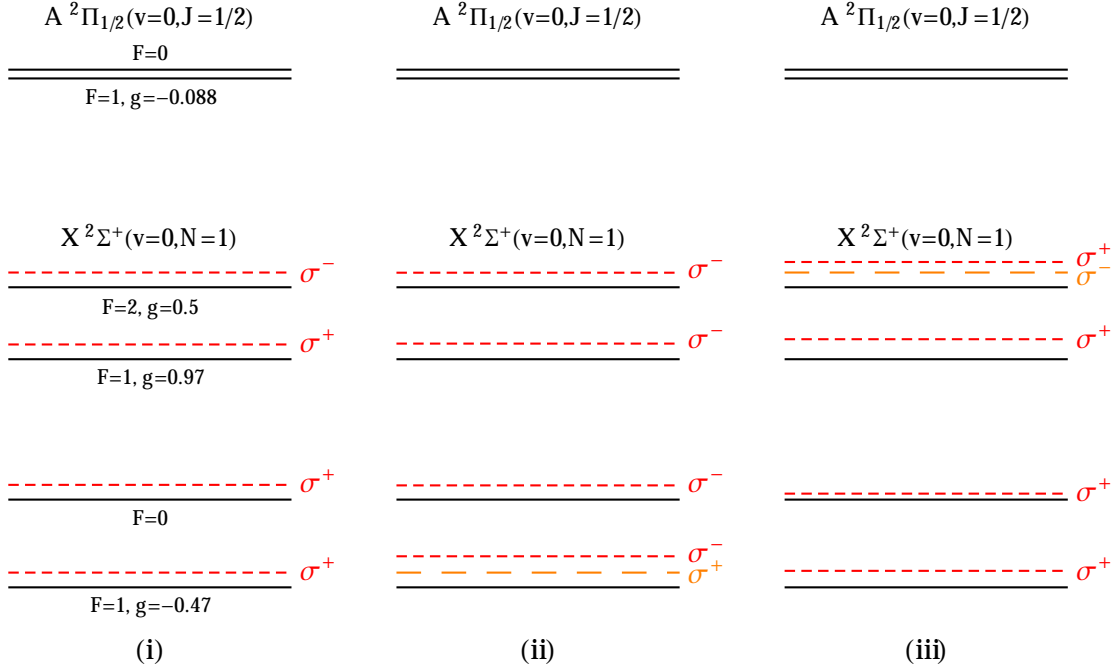 A ²Π₁/₂(v=0,J=1/2)
F=0
F=1, g=−0.088
X ²Σ⁺(v=0,N=1)
σ⁻
F=2, g=0.5
σ⁺
F=1, g=0.97
σ⁺
F=0
σ⁺
F=1, g=−0.47
(i)
A ²Π₁/₂(v=0,J=1/2)
X ²Σ⁺(v=0,N=1)
σ⁻
σ⁻
σ⁻
σ⁻
σ⁺
(ii)
A ²Π₁/₂(v=0,J=1/2)
X ²Σ⁺(v=0,N=1)
σ⁺
σ⁻
σ⁺
σ⁺
σ⁺
(iii)